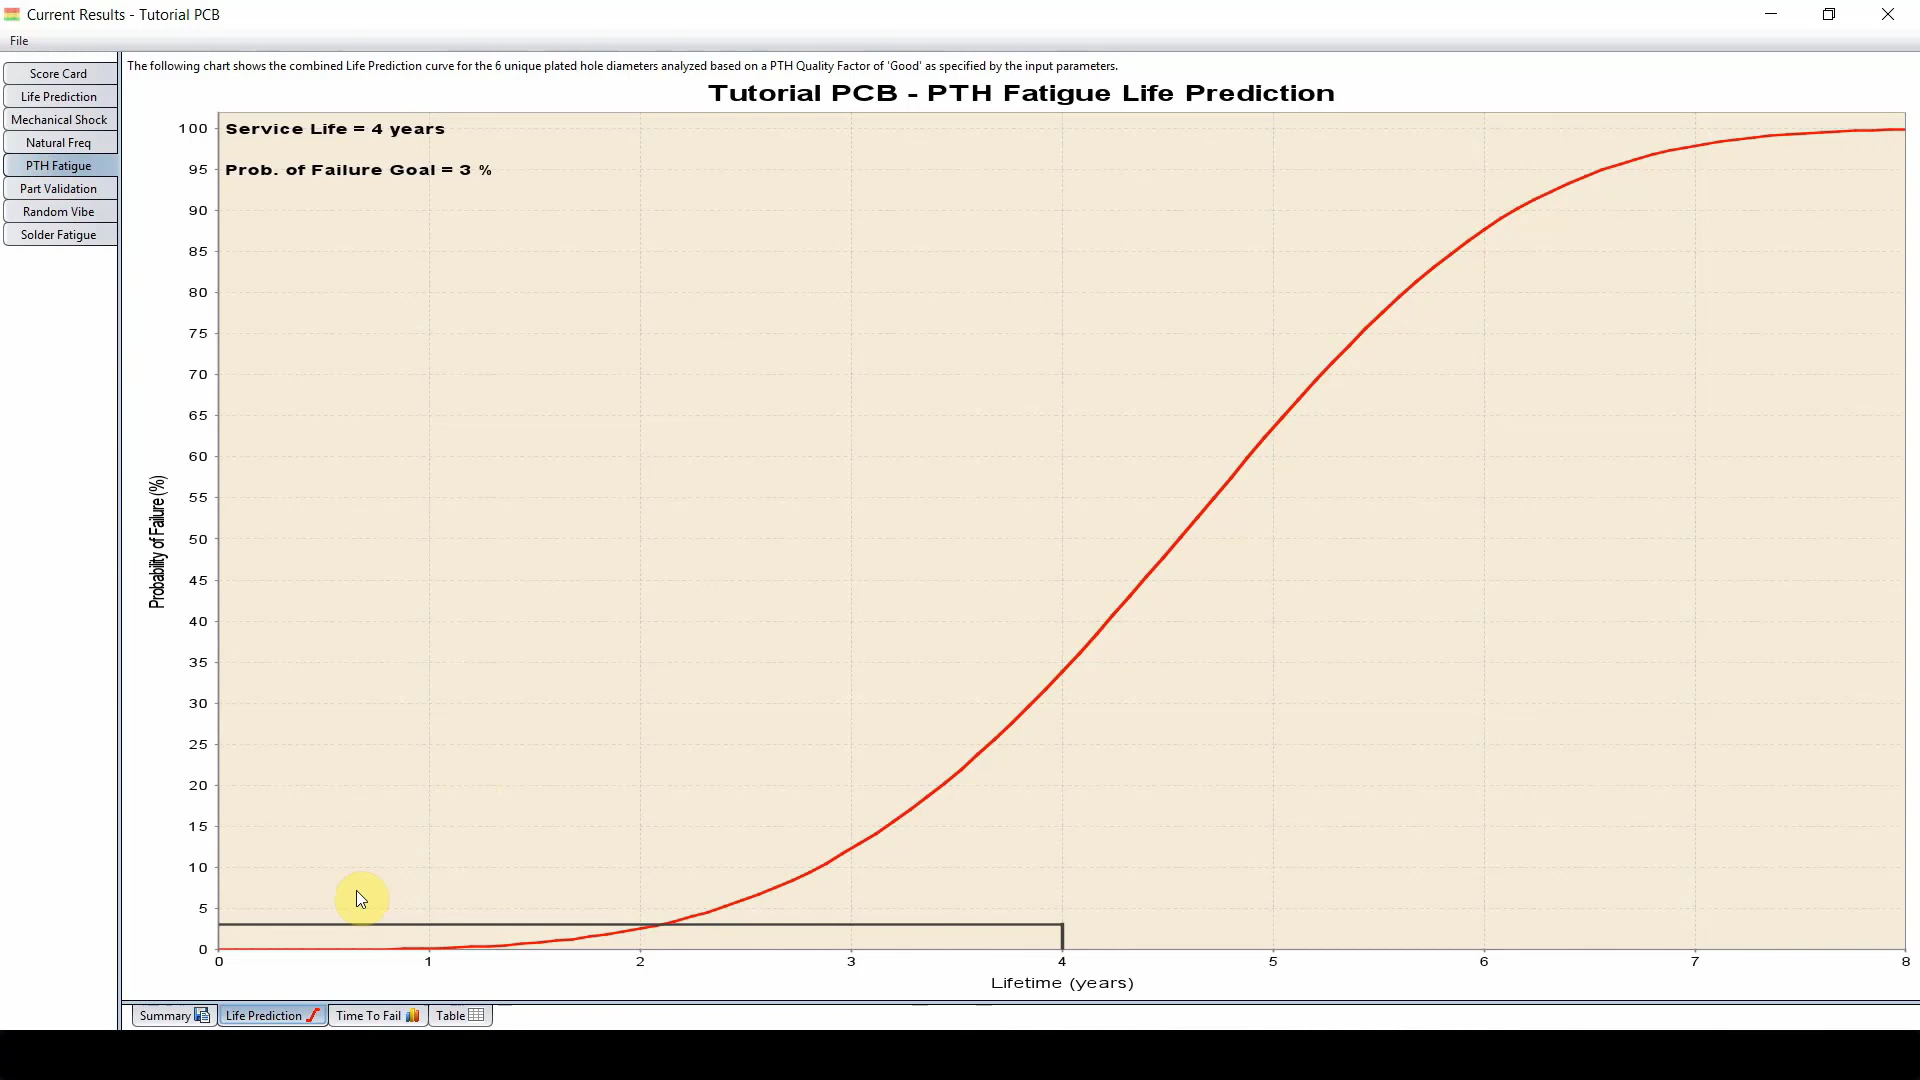 Current Results - Tutorial PCB
File
Score Card
Life Prediction
Mechanical Shock
Natural Freq
PTH Fatigue
Part Validation
Random Vibe
Solder Fatigue
The following chart shows the combined Life Prediction curve for the 6 unique plated hole diameters analyzed based on a PTH Quality Factor of 'Good' as specified by the input parameters.
Tutorial PCB - PTH Fatigue Life Prediction
Service Life = 4 years
Prob. of Failure Goal = 3 %
Probability of Failure (%)
100
95
90
85
80
75
70
65
60
55
50
45
40
35
30
25
20
15
10
5
0
0 1 2 3 4 5 6 7 8
Lifetime (years)
Summary Life Prediction Time To Fail Table